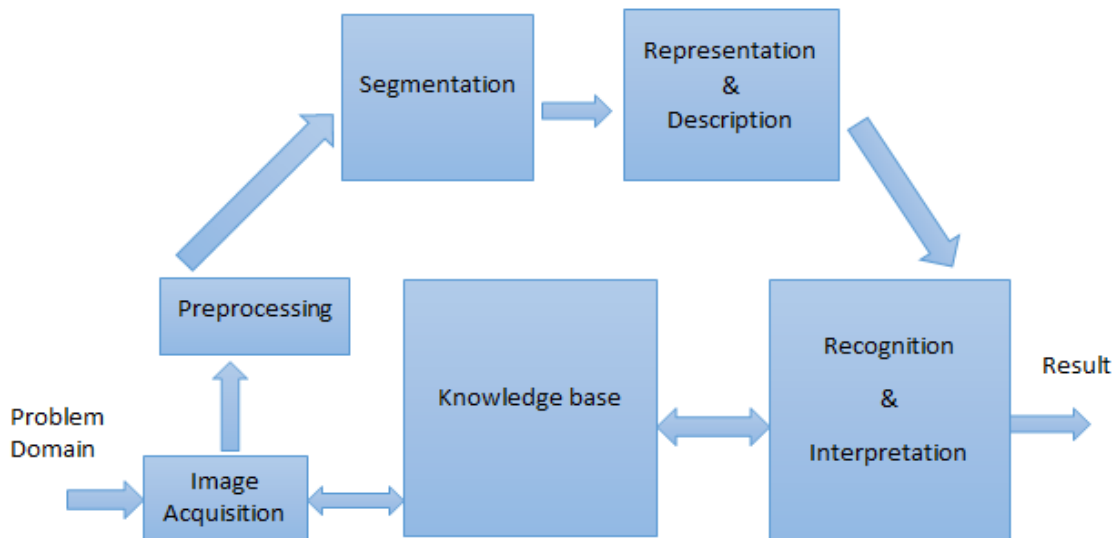 Segmentation
Representation
&
Description
Preprocessing
Knowledge base
Recognition
&
Interpretation
Result
Problem
Domain
Image
Acquisition